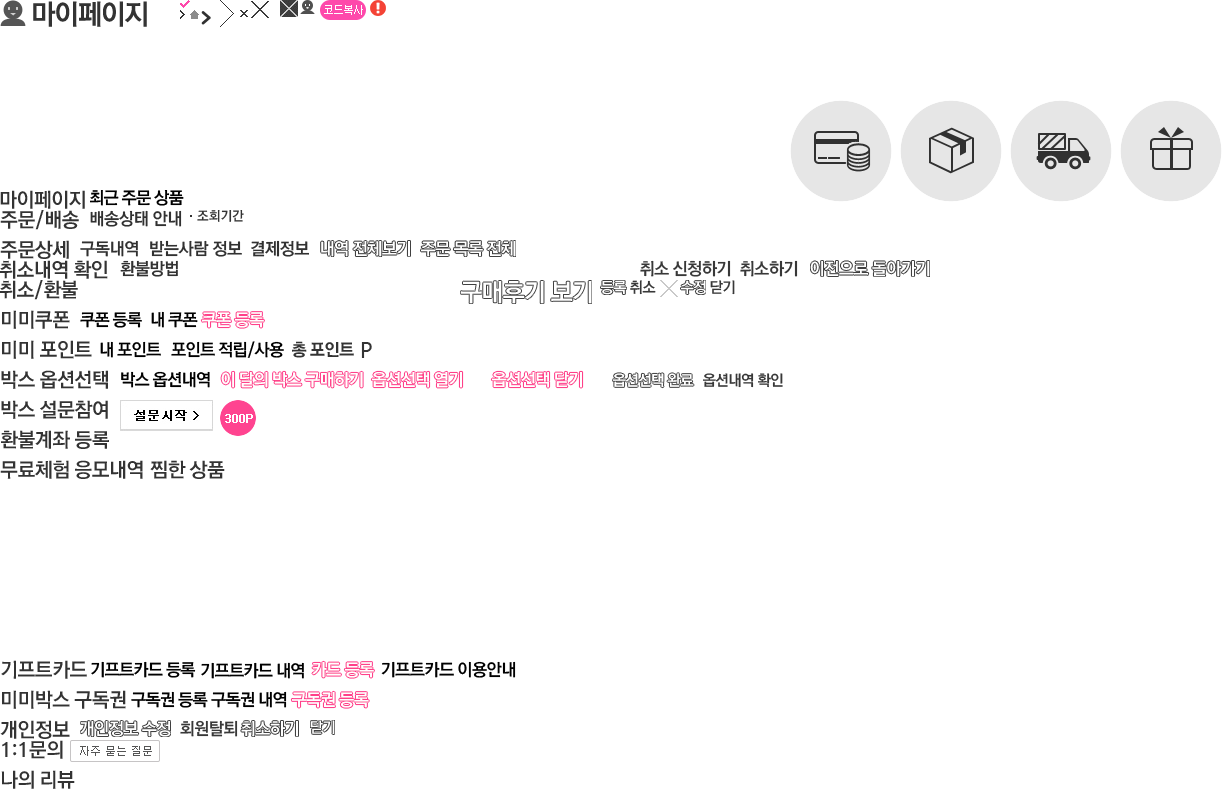 마이페이지 코드복사
마이페이지 최근 주문 상품
주문/배송 배송상태 안내 · 조회기간
주문상세 구독내역 받는사람 정보 결제정보 내역 전체보기 주문 목록 전체
취소내역 확인 환불방법 취소 신청하기 취소하기 이전으로 돌아가기
취소/환불 구매후기 보기 등록 취소 수정 닫기
미미쿠폰 쿠폰 등록 내 쿠폰 쿠폰 등록
미미 포인트 내 포인트 포인트 적립/사용 총 포인트 P
박스 옵션선택 박스 옵션내역 이 달의 박스 구매하기 옵션선택 열기 옵션선택 닫기 옵션선택 완료 옵션내역 확인
박스 설문참여 설문시작 > 300P
환불계좌 등록
무료체험 응모내역 찜한 상품
기프트카드 기프트카드 등록 기프트카드 내역 카드 등록 기프트카드 이용안내
미미박스 구독권 구독권 등록 구독권 내역 구독권 등록
개인정보 개인정보 수정 회원탈퇴 취소하기 닫기
1:1문의 자주 묻는 질문
나의 리뷰